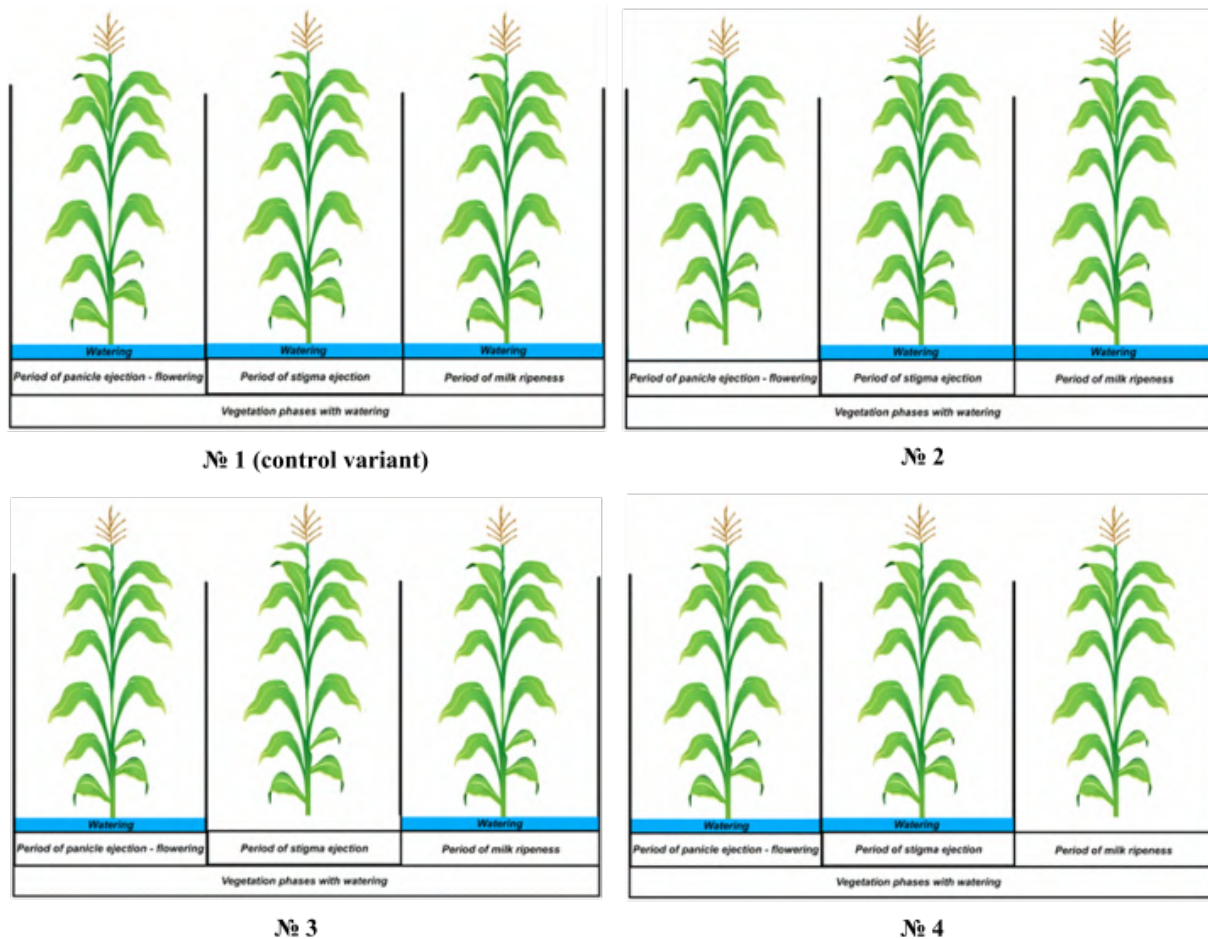 Watering Watering Watering
Period of panicle ejection - flowering Period of stigma ejection Period of milk ripeness
Vegetation phases with watering
№ 1 (control variant)
Watering Watering
Period of panicle ejection - flowering Period of stigma ejection Period of milk ripeness
Vegetation phases with watering
№ 2
Watering Watering
Period of panicle ejection - flowering Period of stigma ejection Period of milk ripeness
Vegetation phases with watering
№ 3
Watering Watering
Period of panicle ejection - flowering Period of stigma ejection Period of milk ripeness
Vegetation phases with watering
№ 4